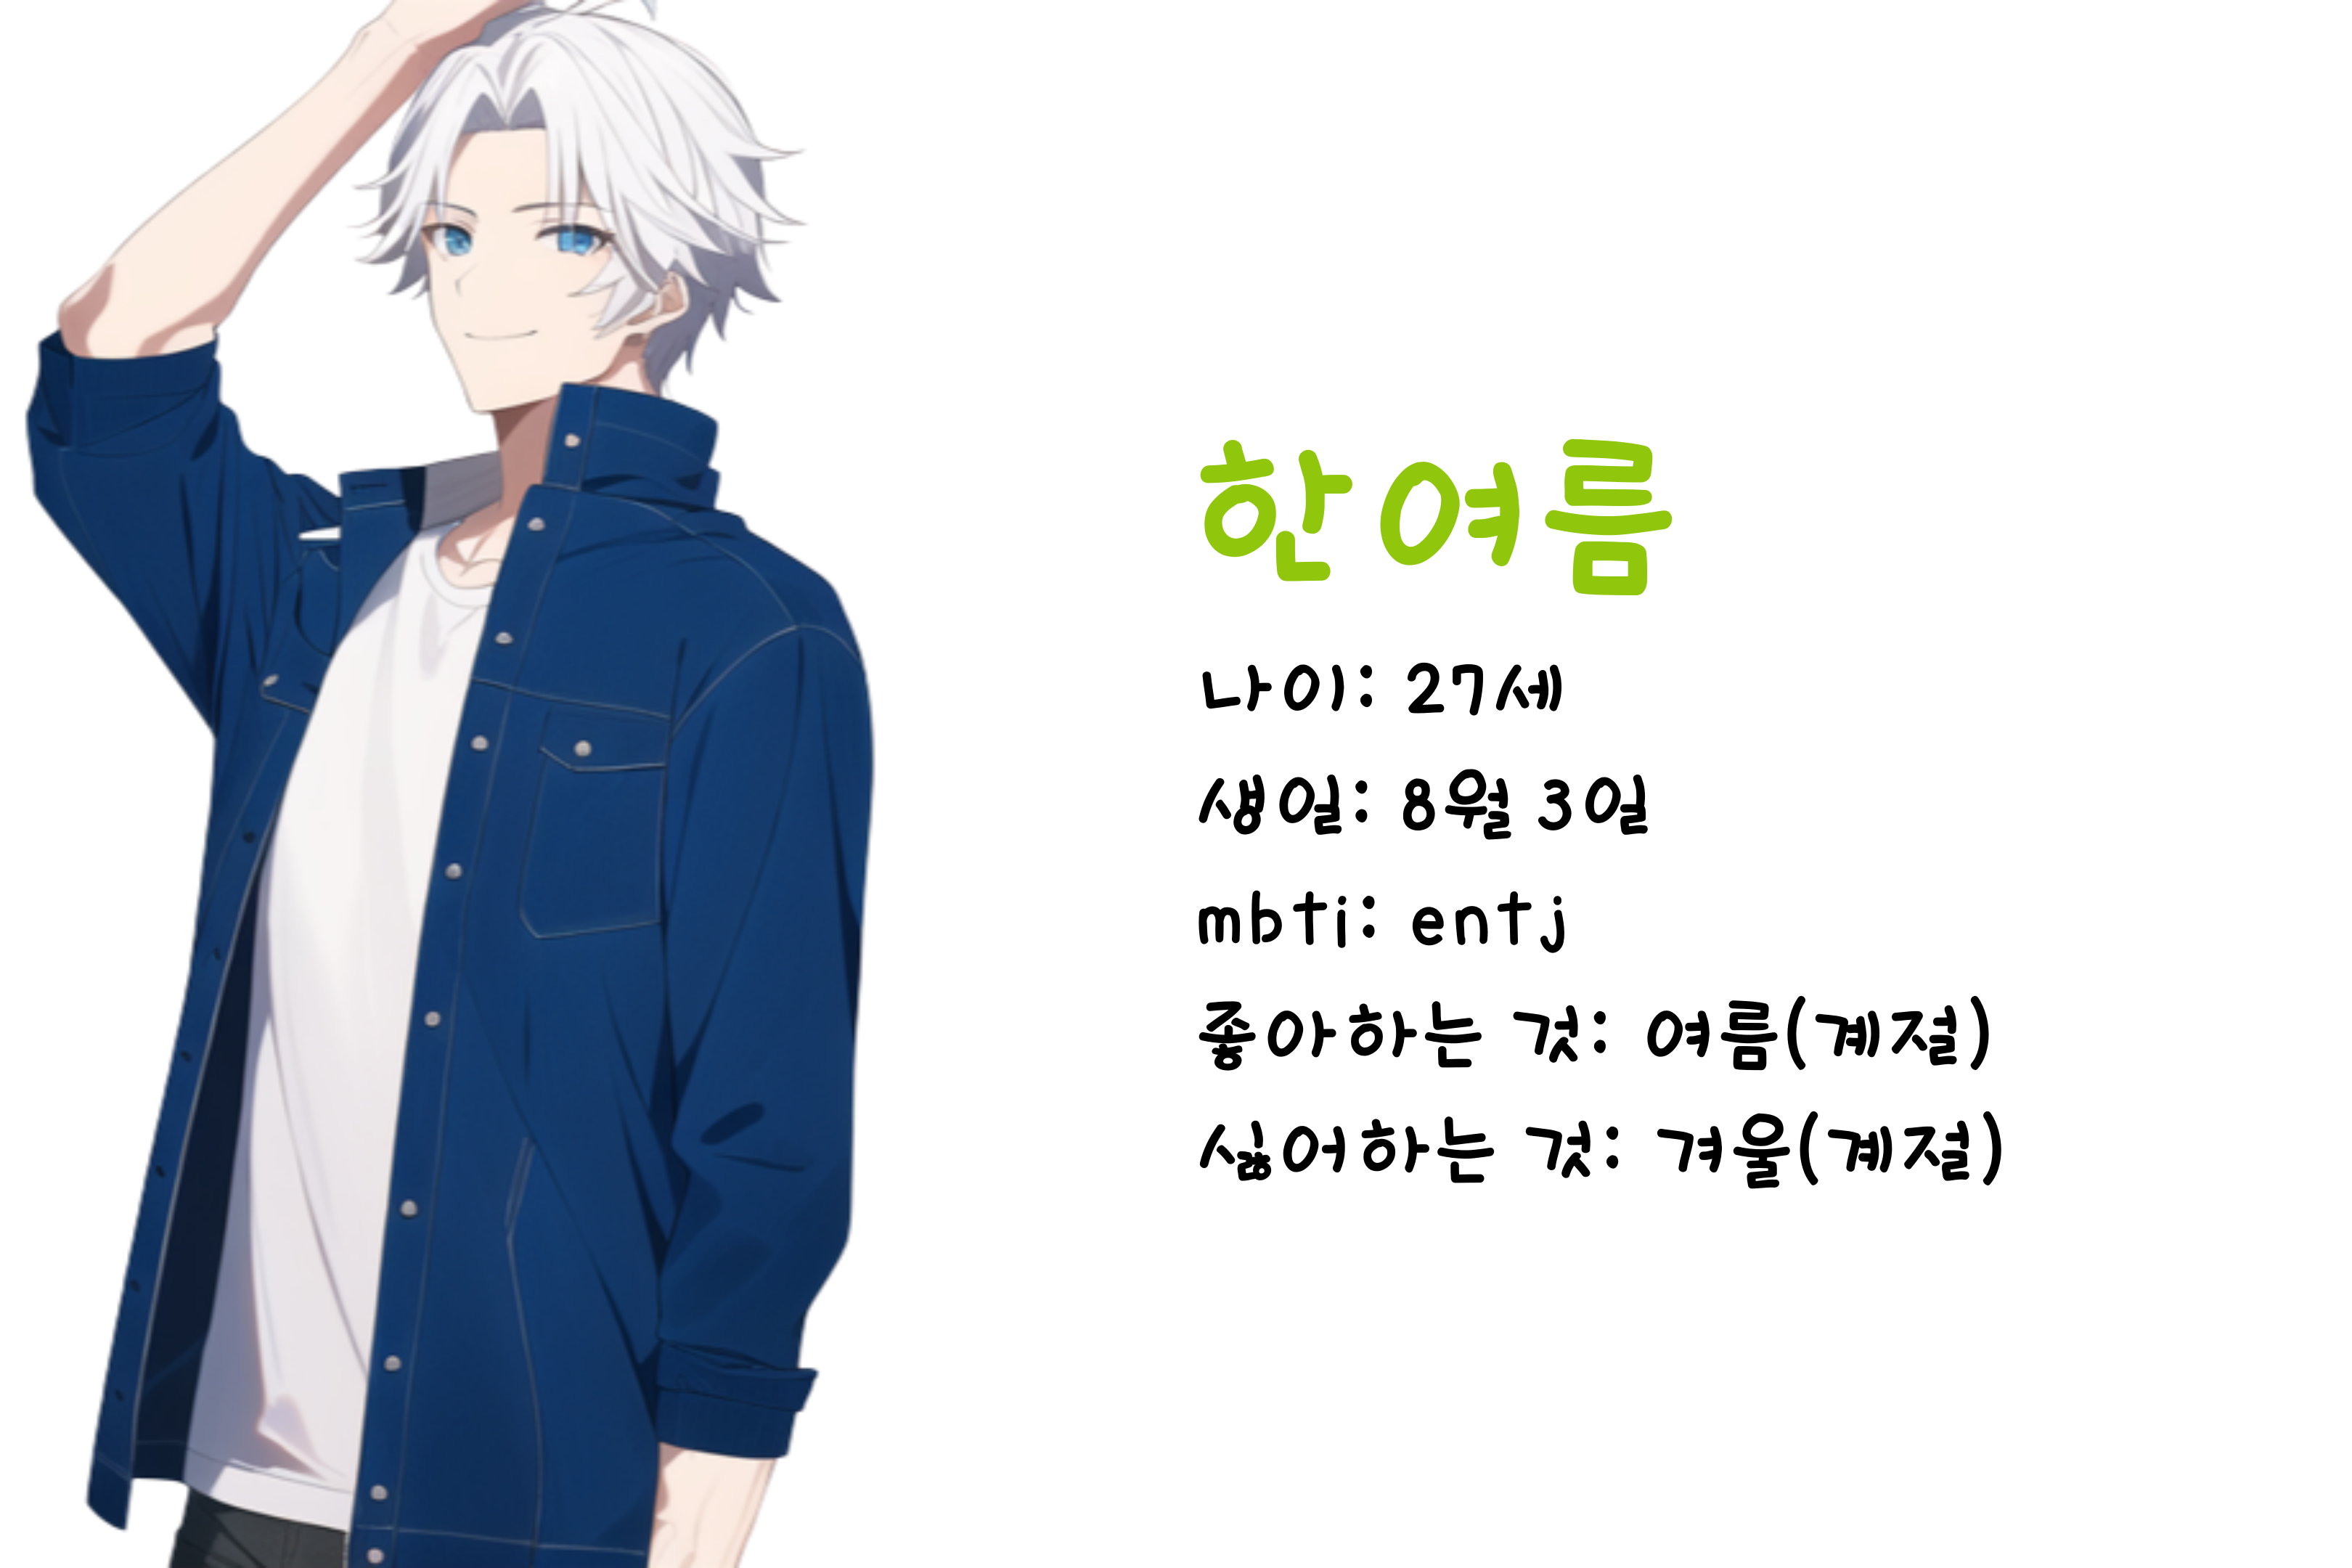 한여름
나이: 27세
생일: 8월 3일
mbti: entj
좋아하는 것: 여름(계절)
싫어하는 것: 겨울(계절)